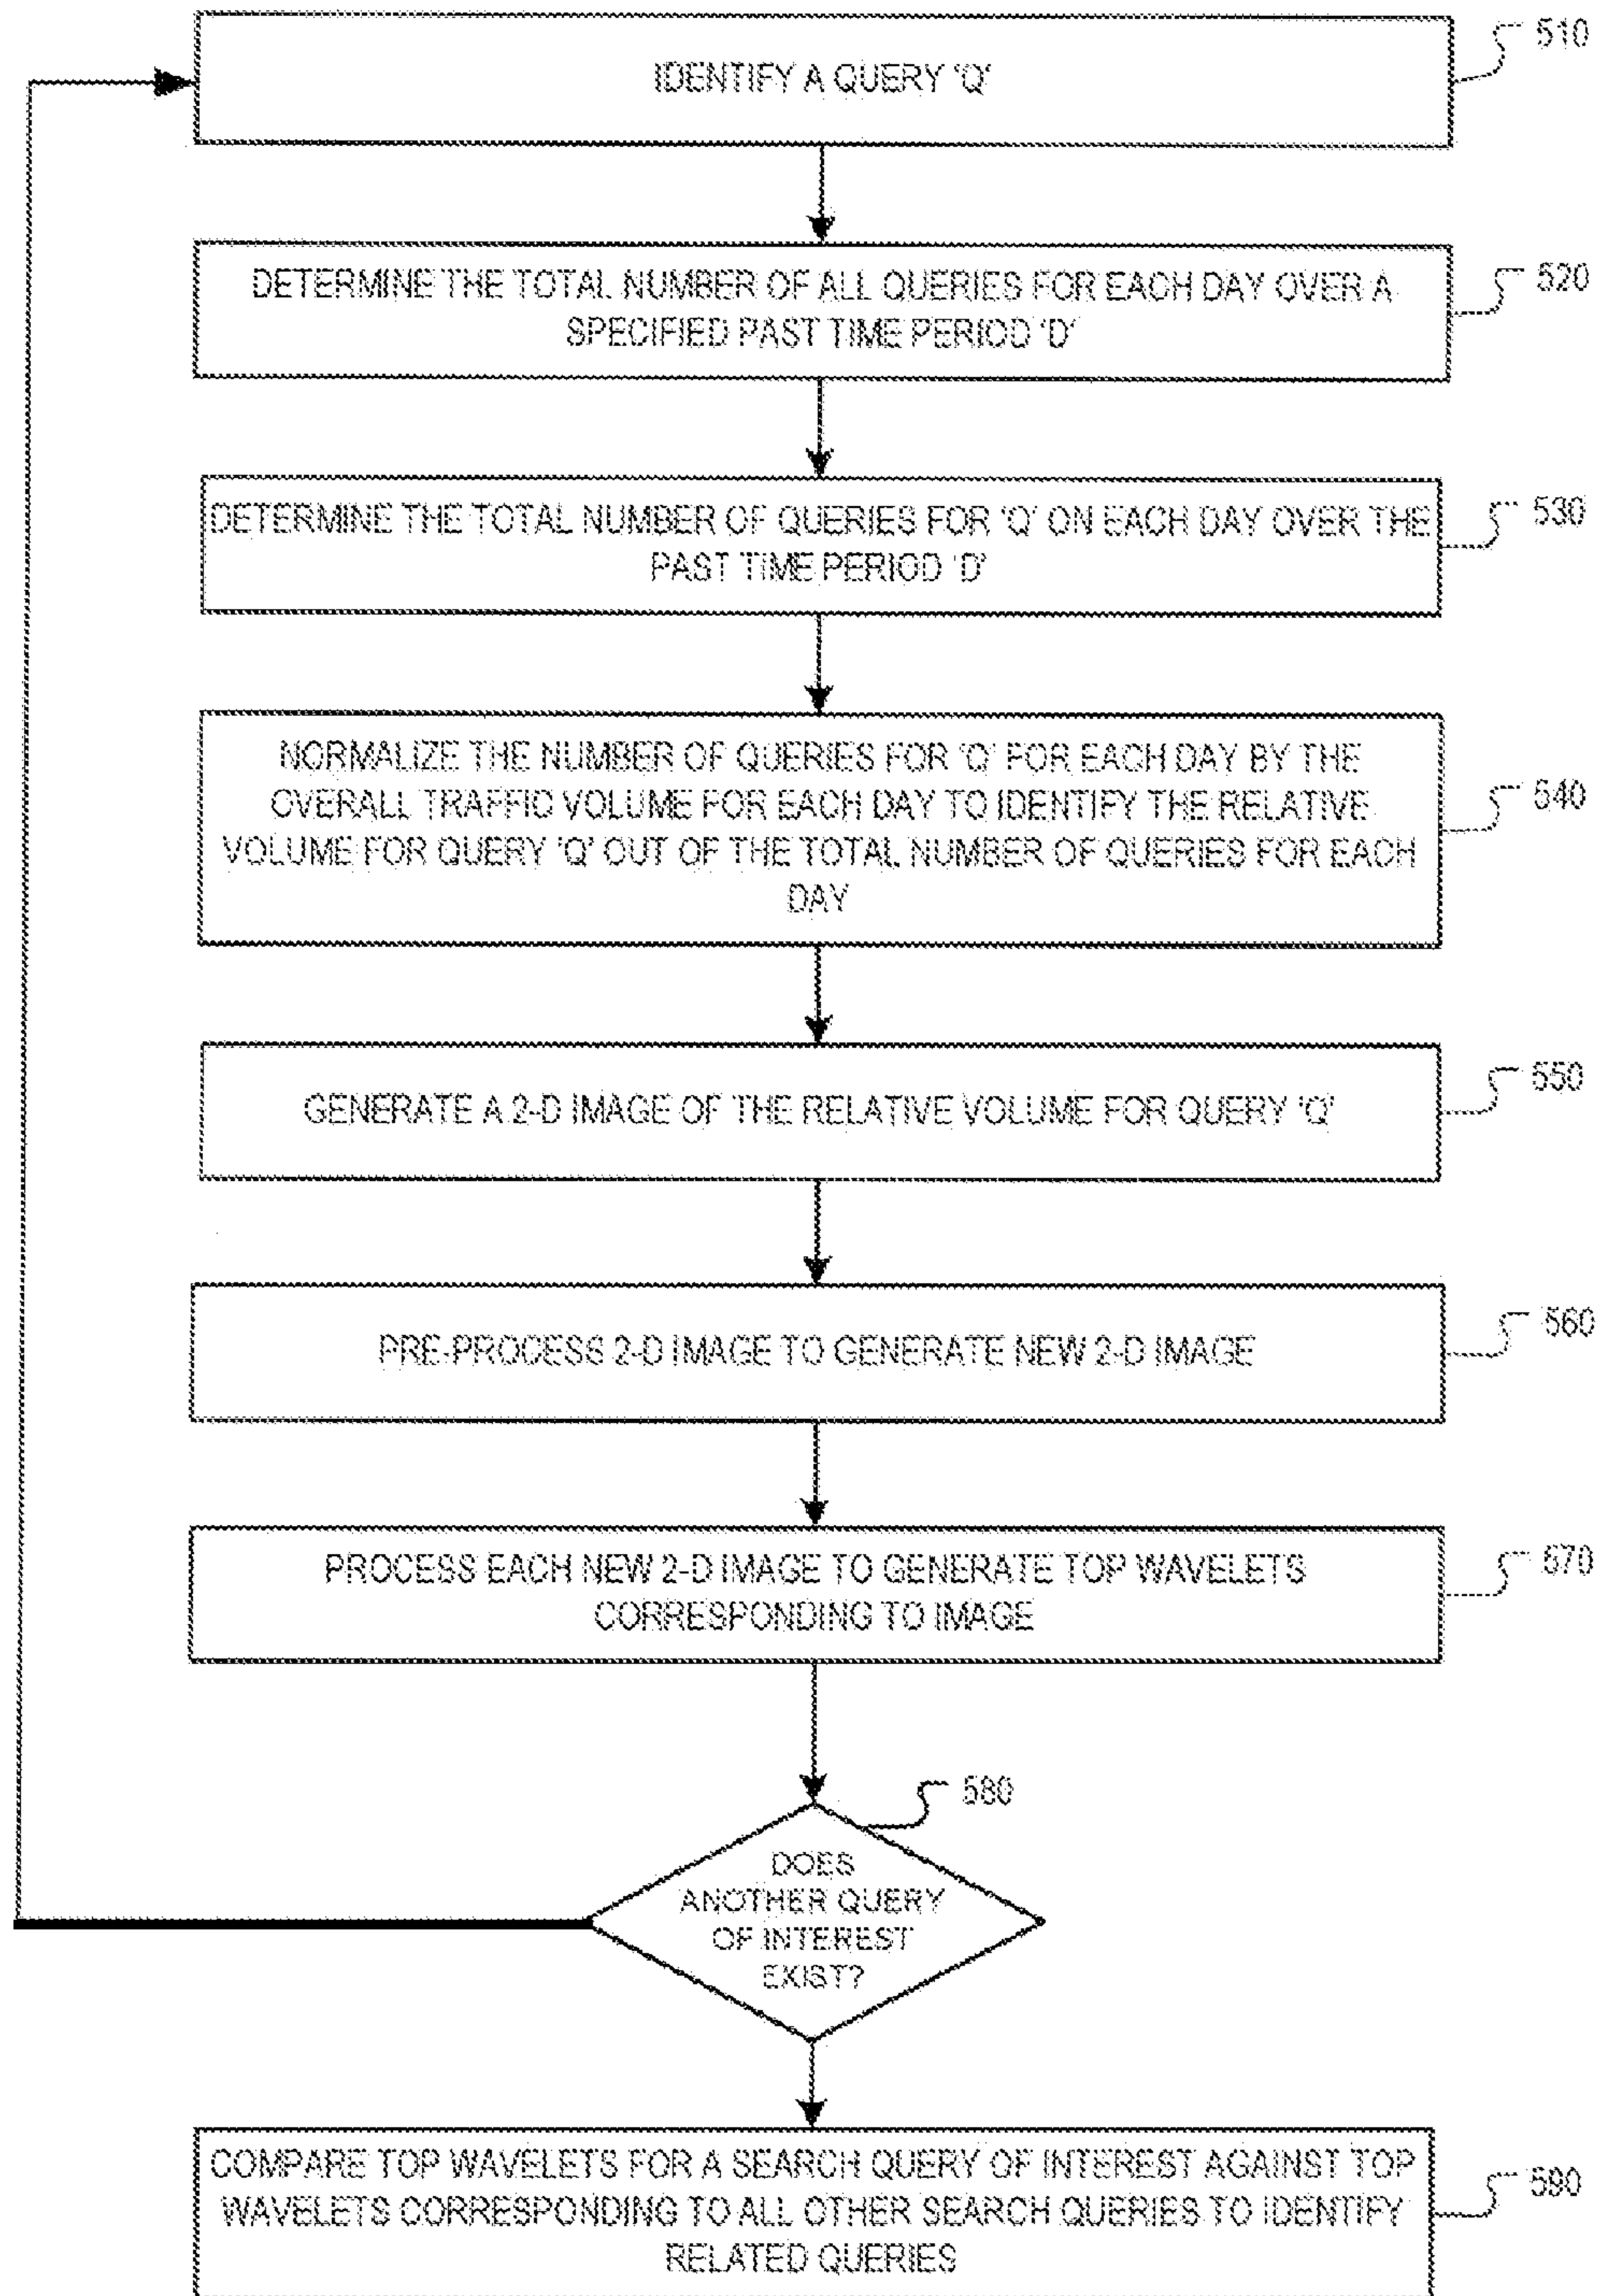 510
IDENTIFY A QUERY 'Q'
520
DETERMINE THE TOTAL NUMBER OF ALL QUERIES FOR EACH DAY OVER A
SPECIFIED PAST TIME PERIOD 'D'
530
DETERMINE THE TOTAL NUMBER OF QUERIES FOR 'Q' ON EACH DAY OVER THE
PAST TIME PERIOD 'D'
540
NORMALIZE THE NUMBER OF QUERIES FOR 'Q' FOR EACH DAY BY THE
OVERALL TRAFFIC VOLUME FOR EACH DAY TO IDENTIFY THE RELATIVE
VOLUME FOR QUERY 'Q' OUT OF THE TOTAL NUMBER OF QUERIES FOR EACH
DAY
550
GENERATE A 2-D IMAGE OF THE RELATIVE VOLUME FOR QUERY 'Q'
560
PRE-PROCESS 2-D IMAGE TO GENERATE NEW 2-D IMAGE
570
PROCESS EACH NEW 2-D IMAGE TO GENERATE TOP WAVELETS
CORRESPONDING TO IMAGE
580
DOES
ANOTHER QUERY
OF INTEREST
EXIST?
590
COMPARE TOP WAVELETS FOR A SEARCH QUERY OF INTEREST AGAINST TOP
WAVELETS CORRESPONDING TO ALL OTHER SEARCH QUERIES TO IDENTIFY
RELATED QUERIES